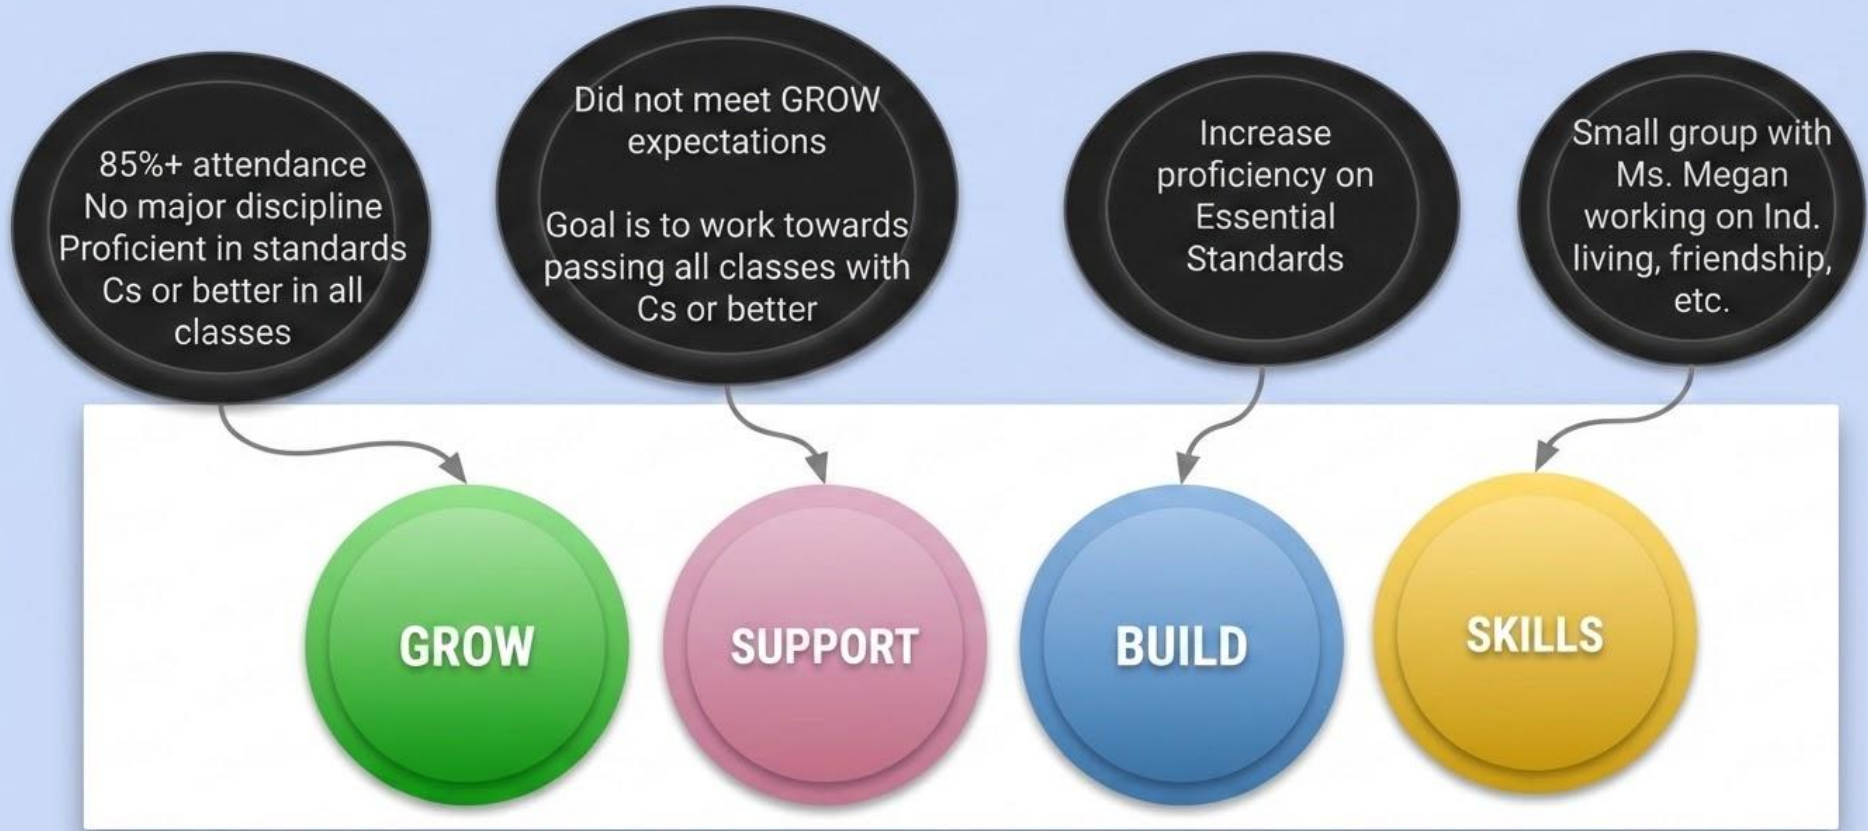 85%+ attendance
No major discipline
Proficient in standards
Cs or better in all
classes
Did not meet GROW
expectations
Goal is to work towards
passing all classes with
Cs or better
Increase
proficiency on
Essential
Standards
Small group with
Ms. Megan
working on Ind.
living, friendship,
etc.
GROW
SUPPORT
BUILD
SKILLS